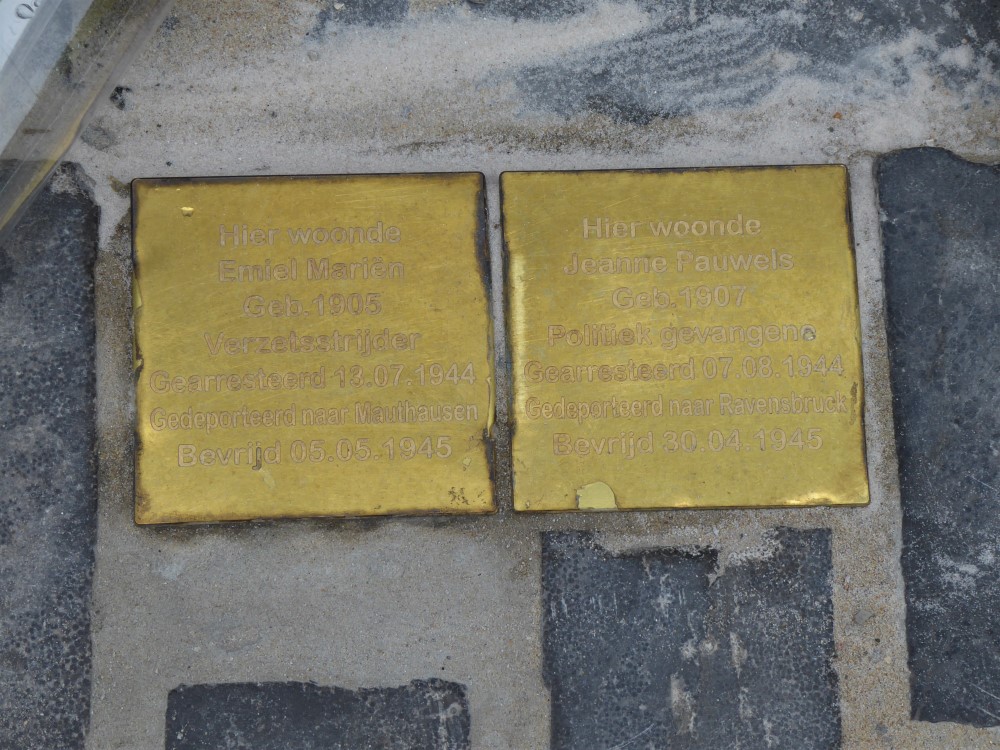 Hier woonde
Emiel Mariën
Geb.1905
Verzetsstrijder
Gearresteerd 13.07.1944
Gedeporteerd naar Mauthausen
Bevrijd 05.05.1945
Hier woonde
Jeanne Pauwels
Geb.1907
Politiek gevangene
Gearresteerd 07.08.1944
Gedeporteerd naar Ravensbruck
Bevrijd 30.04.1945